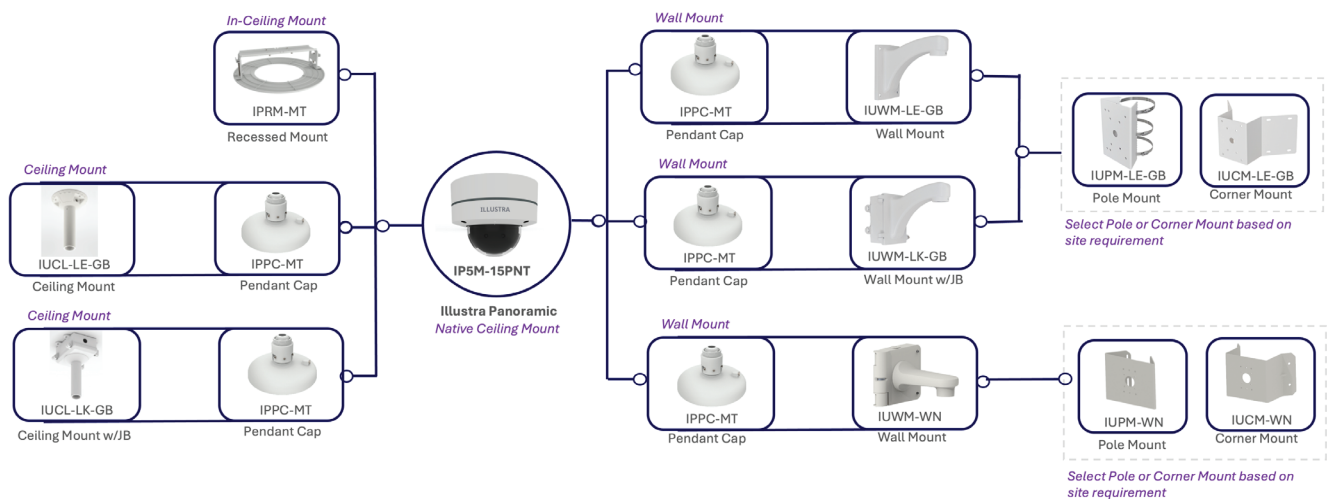 In-Ceiling Mount
IPRM-MT
Recessed Mount
Ceiling Mount
IUCL-LE-GB
Ceiling Mount
IPPC-MT
Pendant Cap
Ceiling Mount
IUCL-LK-GB
Ceiling Mount w/JB
IPPC-MT
Pendant Cap
ILLUSTRA
IP5M-15PNT
Illustra Panoramic
Native Ceiling Mount
Wall Mount
IPPC-MT
Pendant Cap
IUWM-LE-GB
Wall Mount
Wall Mount
IPPC-MT
Pendant Cap
IUWM-LK-GB
Wall Mount w/JB
Wall Mount
IPPC-MT
Pendant Cap
IUWM-WN
Wall Mount
IUPM-LE-GB
Pole Mount
IUCM-LE-GB
Corner Mount
Select Pole or Corner Mount based on
site requirement
IUPM-WN
Pole Mount
IUCM-WN
Corner Mount
Select Pole or Corner Mount based on
site requirement